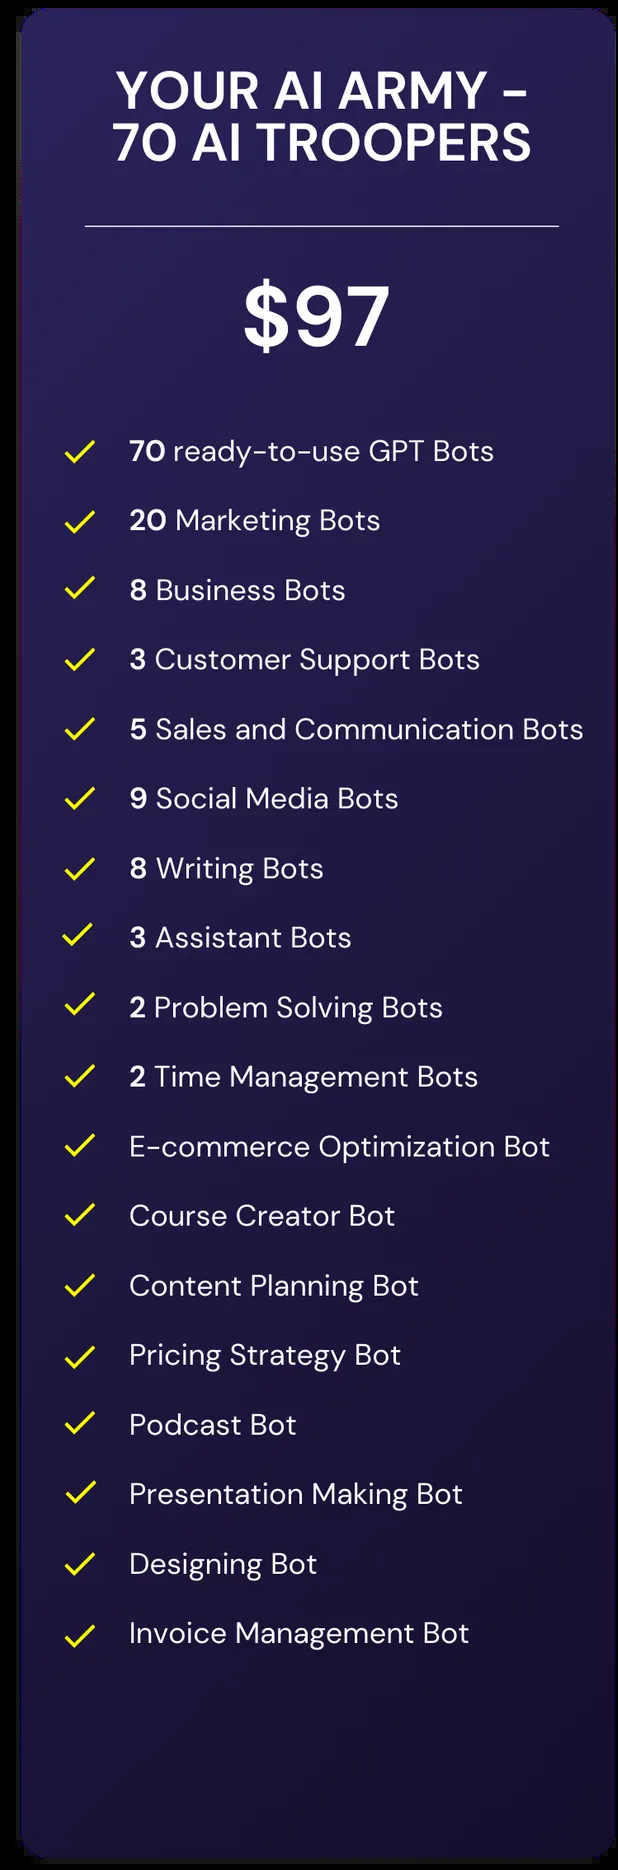 YOUR AI ARMY -
70 AI TROOPERS
$97
70 ready-to-use GPT Bots
20 Marketing Bots
8 Business Bots
3 Customer Support Bots
5 Sales and Communication Bots
9 Social Media Bots
8 Writing Bots
3 Assistant Bots
2 Problem Solving Bots
2 Time Management Bots
E-commerce Optimization Bot
Course Creator Bot
Content Planning Bot
Pricing Strategy Bot
Podcast Bot
Presentation Making Bot
Designing Bot
Invoice Management Bot